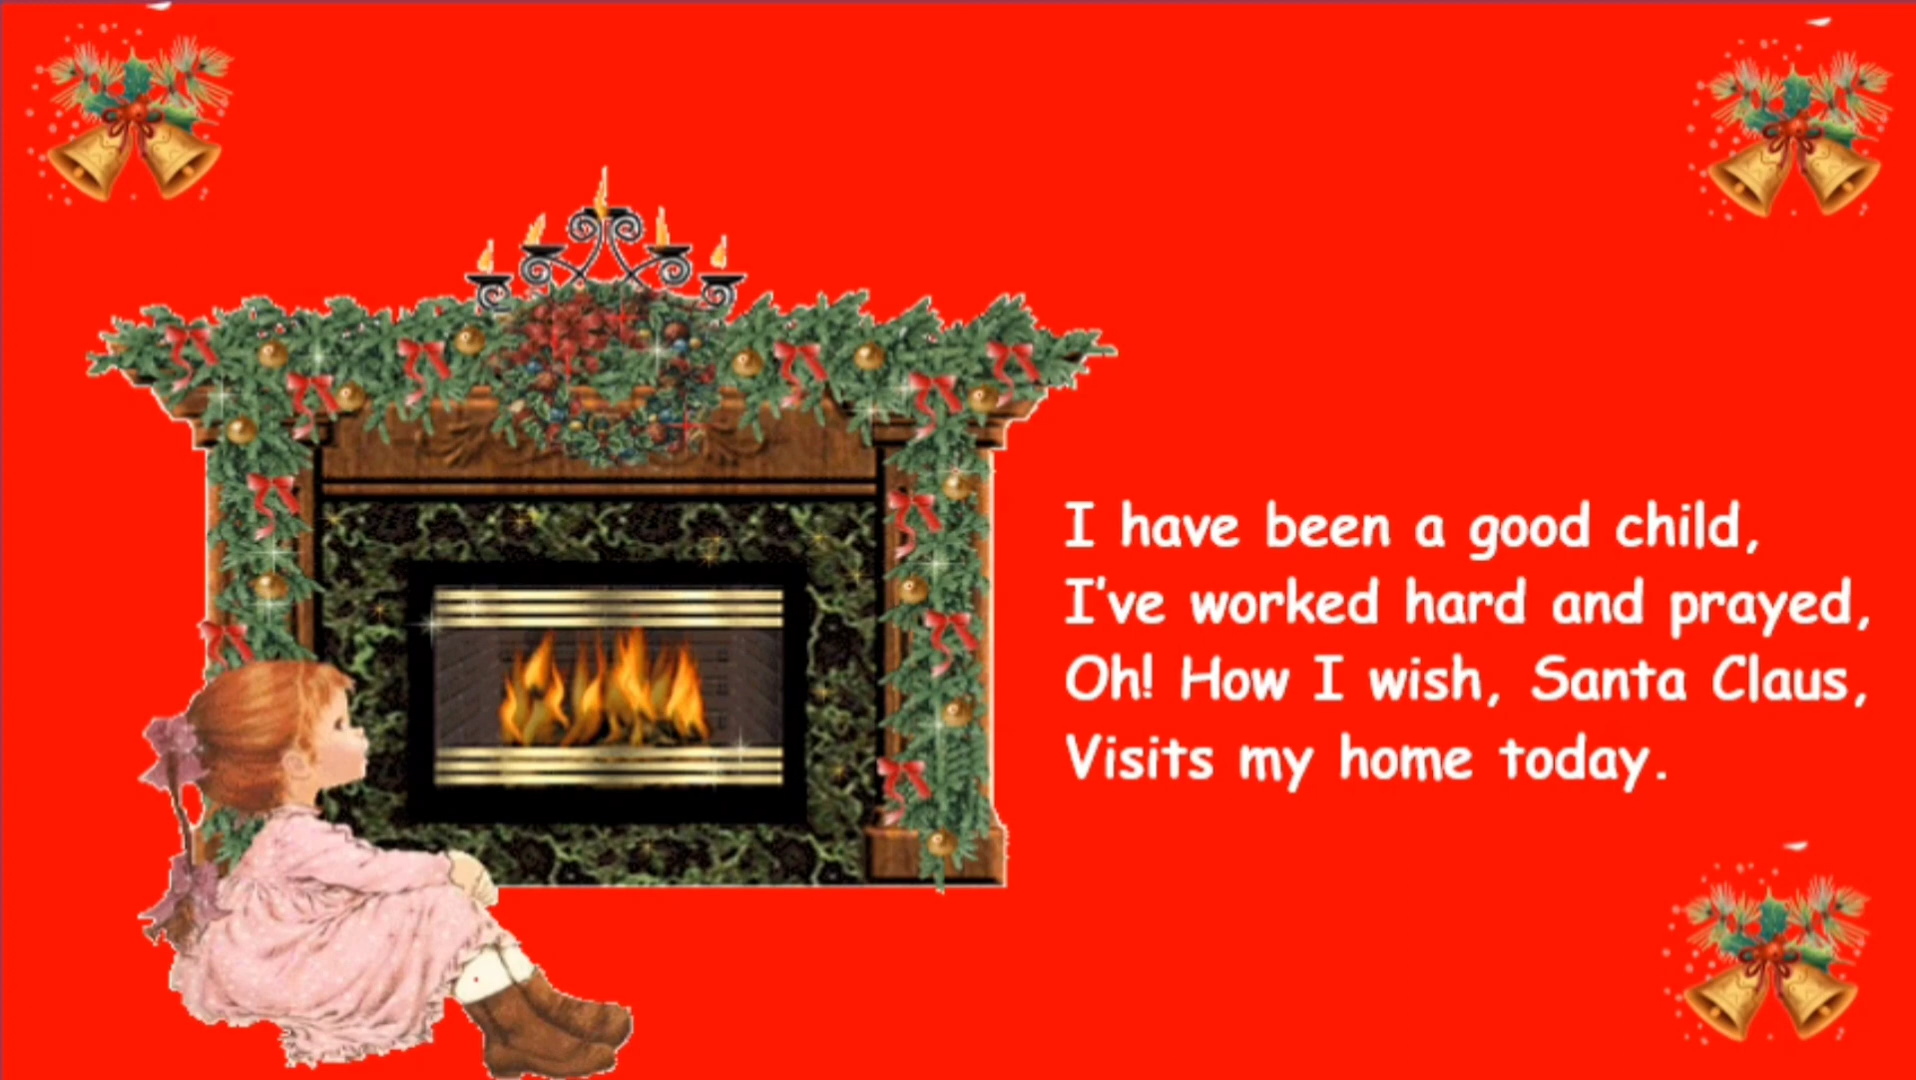 I have been a good child,
I've worked hard and prayed,
Oh! How I wish, Santa Claus,
Visits my home today.